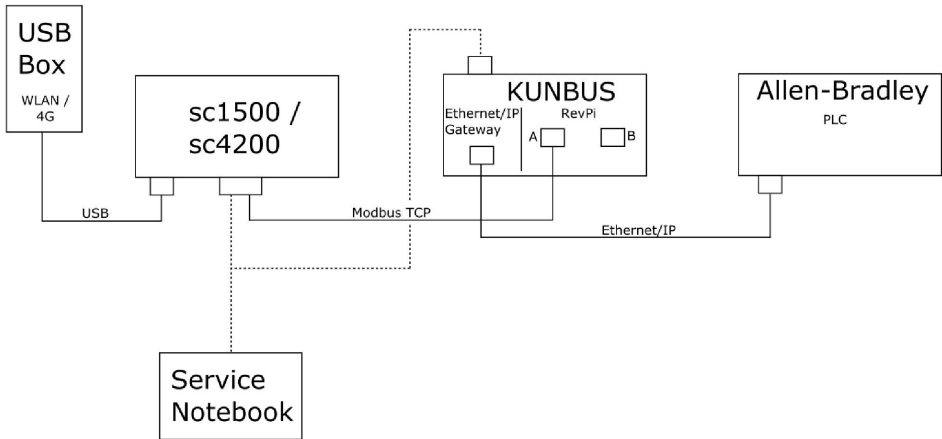 USB
Box
WLAN /
4G
sc1500 /
sc4200
KUNBUS
Ethernet/IP
Gateway
RevPi
A
B
Allen-Bradley
PLC
USB
Modbus TCP
Ethernet/IP
Service
Notebook